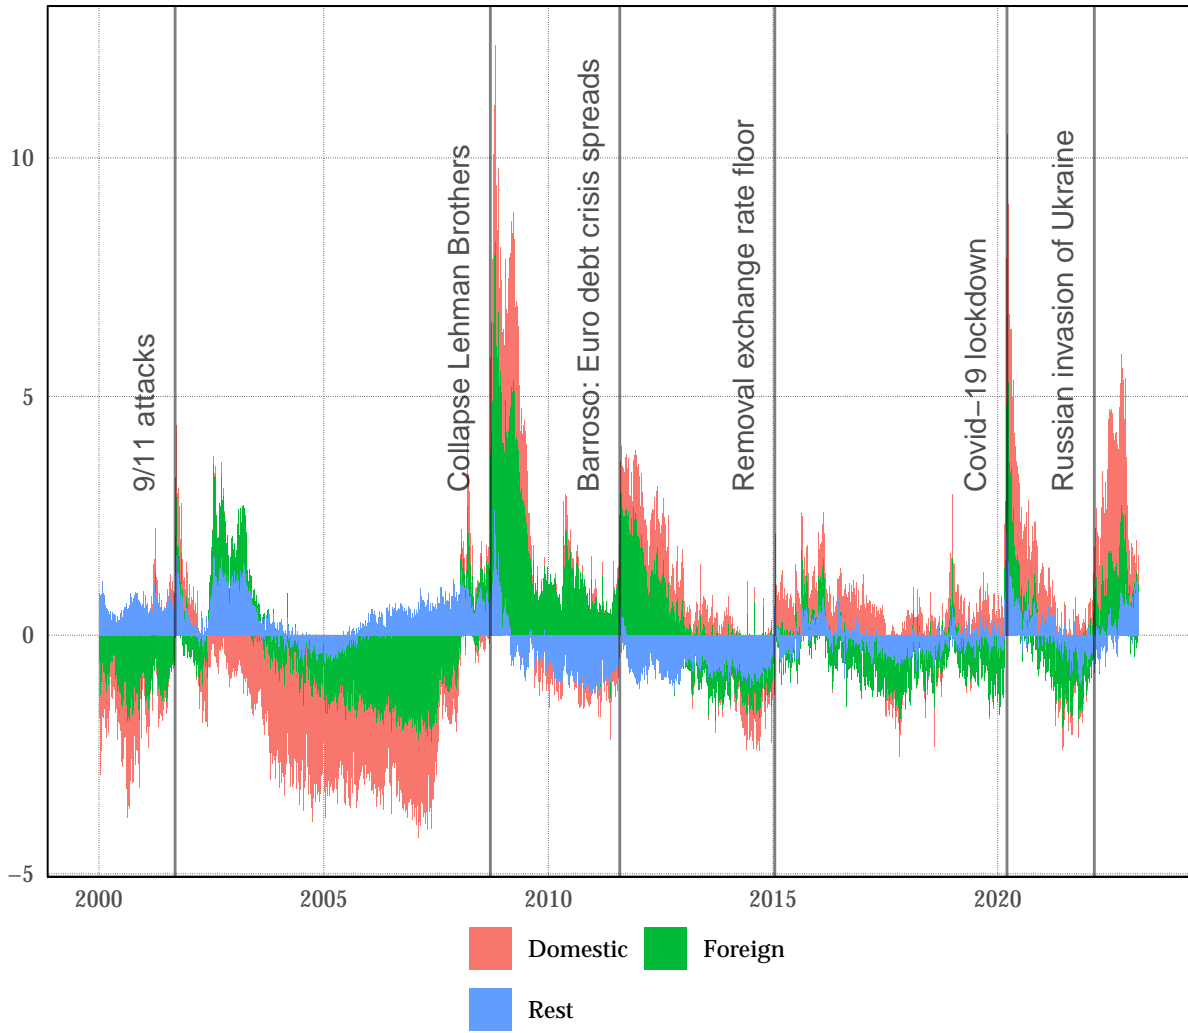 10
5
0
−5
9/11 attacks
Collapse Lehman Brothers
Barroso: Euro debt crisis spreads
Removal exchange rate floor
Covid−19 lockdown
Russian invasion of Ukraine
2000
2005
2010
2015
2020
Domestic
Foreign
Rest